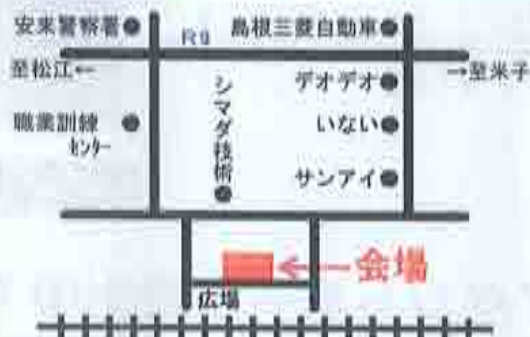 安来警察署
R9
島根三菱自動車
至松江←
→至米子
デオデオ
職業訓練
センター
シマダ技術
いない
サンアイ
←会場
広場